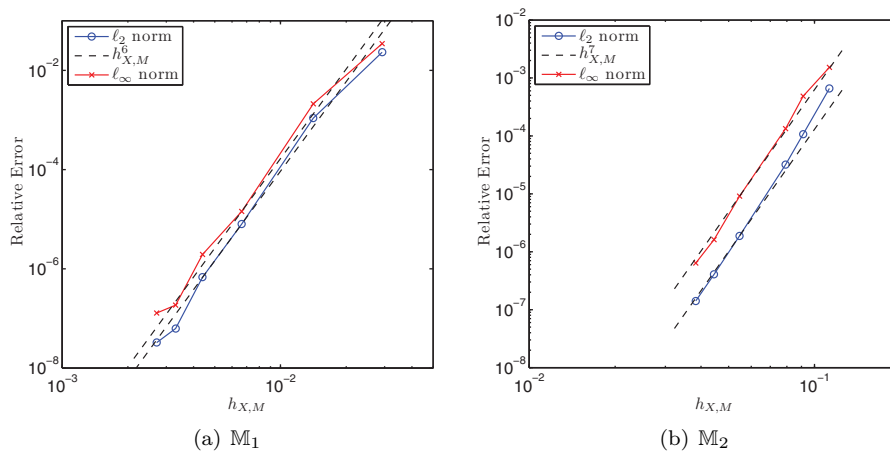 ℓ₂ norm
h⁶_{X,M}
ℓ∞ norm
10⁻²
10⁻⁴
10⁻⁶
10⁻⁸
Relative Error
10⁻³
10⁻²
h_{X,M}
(a) 𝕄₁
ℓ₂ norm
h⁷_{X,M}
ℓ∞ norm
10⁻²
10⁻³
10⁻⁴
10⁻⁵
10⁻⁶
10⁻⁷
10⁻⁸
Relative Error
10⁻²
10⁻¹
h_{X,M}
(b) 𝕄₂